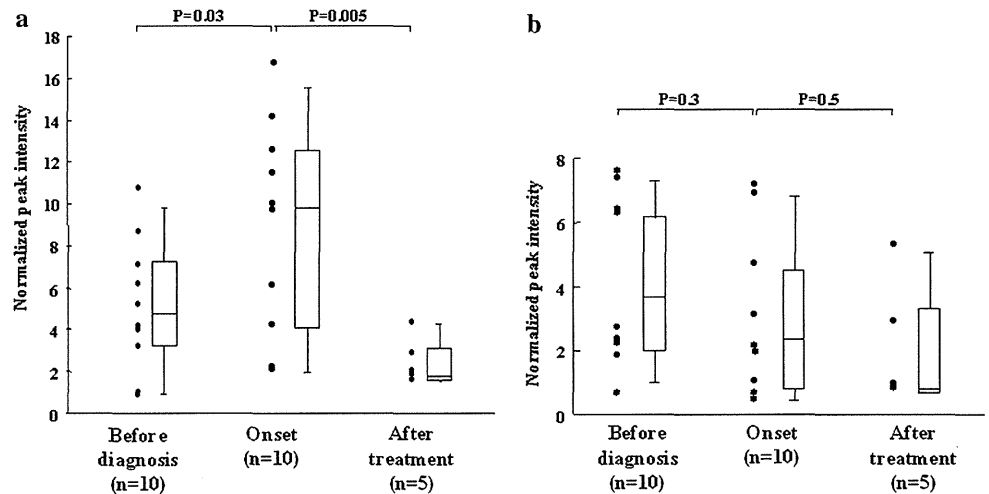 a
P=0.03
P=0.005
Normalized peak intensity
18
16
14
12
10
8
6
4
2
0
Before diagnosis (n=10)
Onset (n=10)
After treatment (n=5)
b
P=0.3
P=0.5
Normalized peak intensity
8
6
4
2
0
Before diagnosis (n=10)
Onset (n=10)
After treatment (n=5)